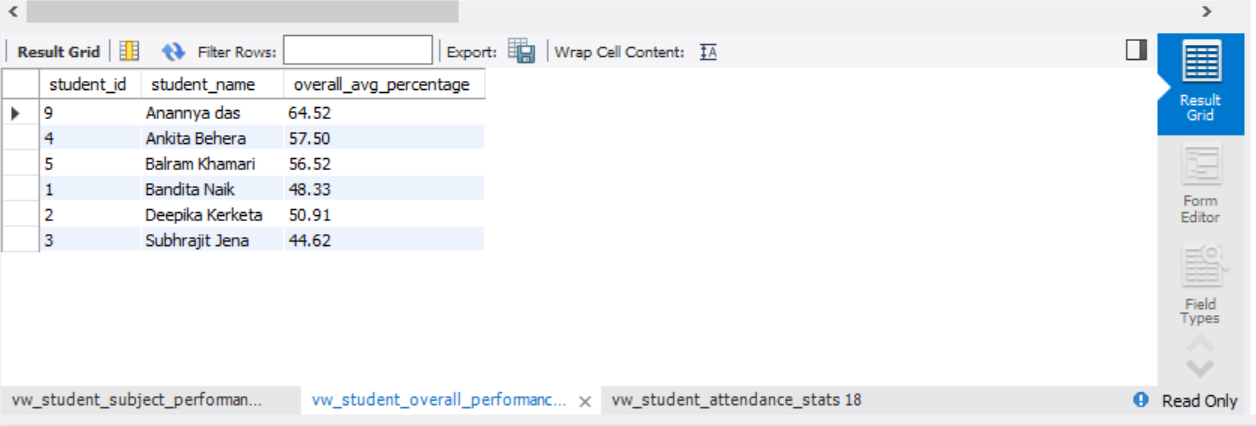 Result Grid Filter Rows: Export: Wrap Cell Content: IA
student_id student_name overall_avg_percentage
9 Anannya das 64.52
4 Ankita Behera 57.50
5 Balram Khamari 56.52
1 Bandita Naik 48.33
2 Deepika Kerketa 50.91
3 Subhrajit Jena 44.62
Result
Grid
Form
Editor
Field
Types
vw_student_subject_performan... vw_student_overall_performanc... vw_student_attendance_stats 18 Read Only